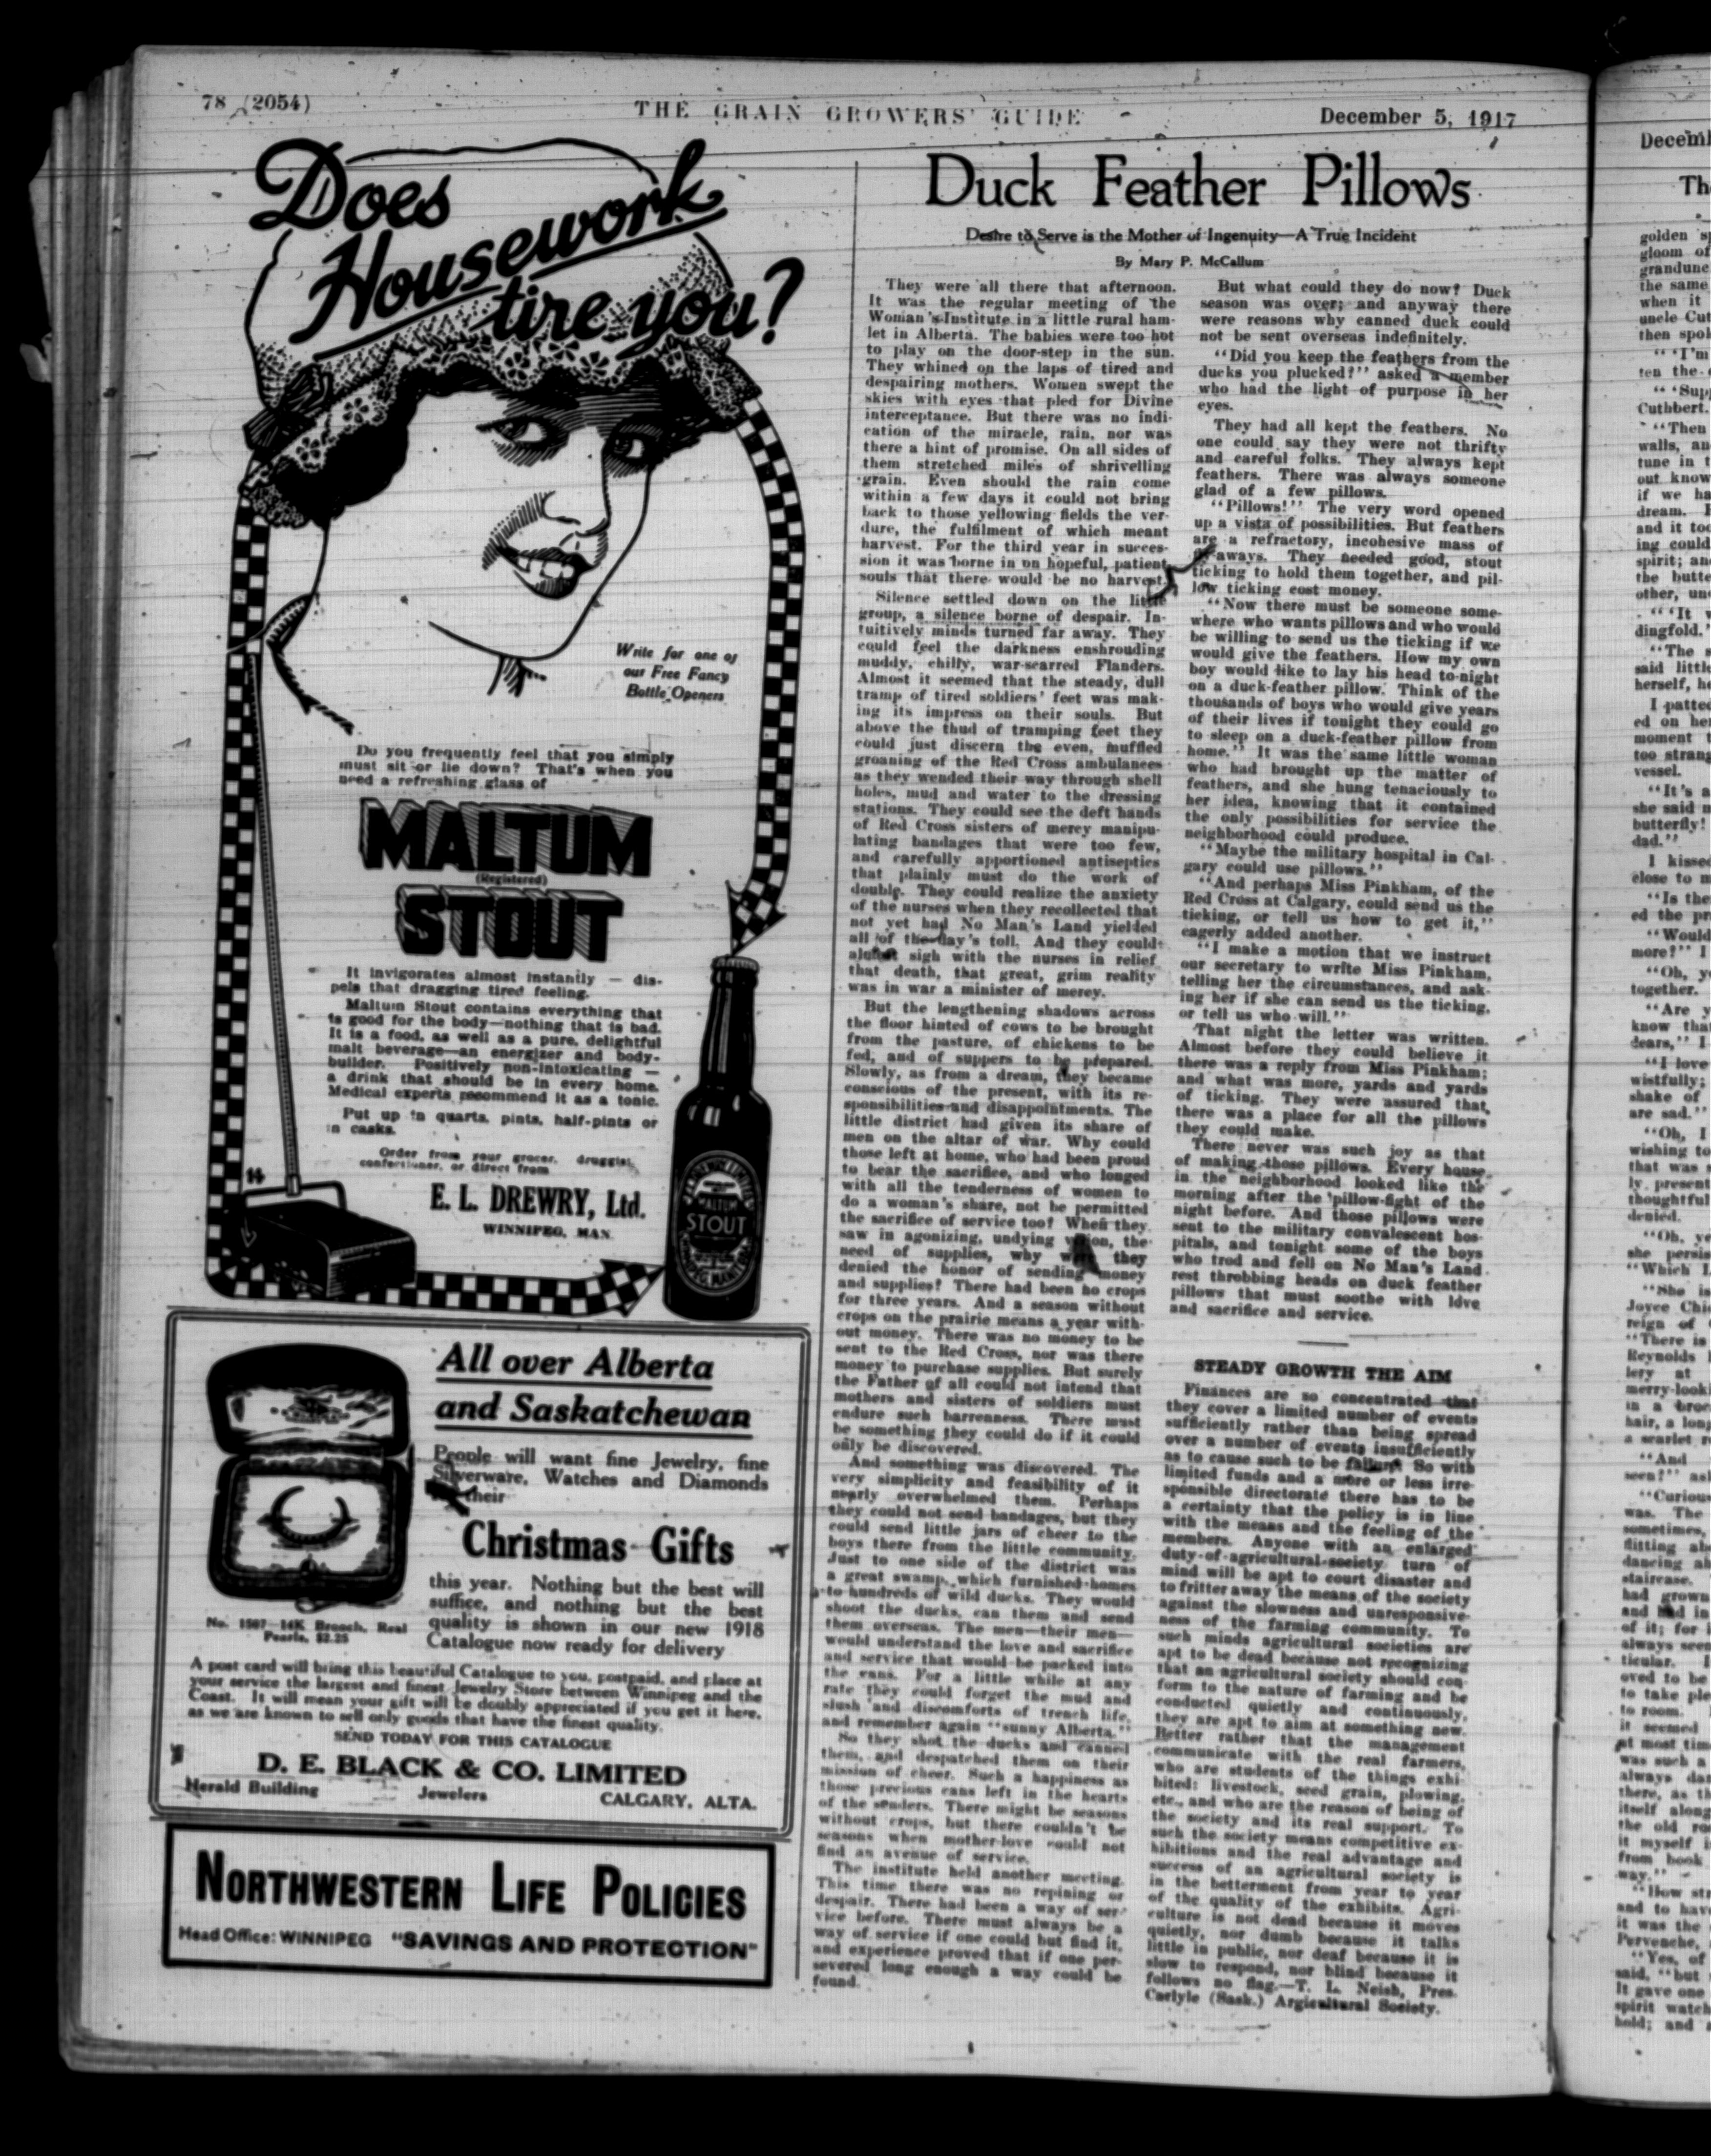 78 (2054)
THE GRAIN GROWERS' GUIDE
December 5, 1917
Does
Housework
tire you?
Write for one of
our Free Fancy
Bottle Openers
Do you frequently feel that you simply
must sit or lie down? That's when you
need a refreshing glass of
MALTUM
(Registered)
STOUT
It invigorates almost instantly — dis-
pels that dragging tired feeling.
Maltum Stout contains everything that
is good for the body—nothing that is bad.
It is a food, as well as a pure, delightful
malt beverage—an energizer and body-
builder. Positively non-intoxicating —
a drink that should be in every home.
Medical experts recommend it as a tonic.
Put up in quarts, pints, half-pints or
in casks.
Order from your grocer, druggist,
confectioner, or direct from
E. L. DREWRY, Ltd.
WINNIPEG, MAN.
STOUT
All over Alberta
and Saskatchewan
People will want fine Jewelry, fine
Silverware, Watches and Diamonds
their
Christmas Gifts
this year. Nothing but the best will
suffice, and nothing but the best
quality is shown in our new 1918
Catalogue now ready for delivery
No. 1507—14K Brooch, Real
Pearls, $2.25
A post card will bring this beautiful Catalogue to you, postpaid, and place at
your service the largest and finest Jewelry Store between Winnipeg and the
Coast. It will mean your gift will be doubly appreciated if you get it here,
as we are known to sell only goods that have the finest quality.
SEND TODAY FOR THIS CATALOGUE
D. E. BLACK & CO. LIMITED
Herald Building Jewelers CALGARY, ALTA.
NORTHWESTERN LIFE POLICIES
Head Office: WINNIPEG "SAVINGS AND PROTECTION"
Duck Feather Pillows
Desire to Serve is the Mother of Ingenuity—A True Incident
By Mary P. McCallum
They were all there that afternoon.
It was the regular meeting of the
Woman's Institute in a little rural ham-
let in Alberta. The babies were too hot
to play on the door-step in the sun.
They whined on the laps of tired and
despairing mothers. Women swept the
skies with eyes that pled for Divine
interceptance. But there was no indi-
cation of the miracle, rain, nor was
there a hint of promise. On all sides of
them stretched miles of shrivelling
grain. Even should the rain come
within a few days it could not bring
back to those yellowing fields the ver-
dure, the fulfilment of which meant
harvest. For the third year in succes-
sion it was borne in on hopeful, patient
souls that there would be no harvest.
Silence settled down on the little
group, a silence borne of despair. In-
tuitively minds turned far away. They
could feel the darkness enshrouding
muddy, chilly, war-scarred Flanders.
Almost it seemed that the steady, dull
tramp of tired soldiers' feet was mak-
ing its impress on their souls. But
above the thud of tramping feet they
could just discern the even, muffled
groaning of the Red Cross ambulances
as they wended their way through shell
holes, mud and water to the dressing
stations. They could see the deft hands
of Red Cross sisters of mercy manipu-
lating bandages that were too few,
and carefully apportioned antiseptics
that plainly must do the work of
double. They could realize the anxiety
of the nurses when they recollected that
not yet had No Man's Land yielded
all of the day's toll. And they could
almost sigh with the nurses in relief
that death, that great, grim reality
was in war a minister of mercy.
But the lengthening shadows across
the floor hinted of cows to be brought
from the pasture, of chickens to be
fed, and of suppers to be prepared.
Slowly, as from a dream, they became
conscious of the present, with its re-
sponsibilities and disappointments. The
little district had given its share of
men on the altar of war. Why could
those left at home, who had been proud
to bear the sacrifice, and who longed
with all the tenderness of women to
do a woman's share, not be permitted
the sacrifice of service too? When they
saw in agonizing, undying vision, the
need of supplies, why were they
denied the honor of sending money
and supplies? There had been no crops
for three years. And a season without
crops on the prairie means a year with-
out money. There was no money to be
sent to the Red Cross, nor was there
money to purchase supplies. But surely
the Father of all could not intend that
mothers and sisters of soldiers must
endure such barrenness. There must
be something they could do if it could
only be discovered.
And something was discovered. The
very simplicity and feasibility of it
nearly overwhelmed them. Perhaps
they could not send bandages, but they
could send little jars of cheer to the
boys there from the little community.
Just to one side of the district was
a great swamp, which furnished homes
to hundreds of wild ducks. They would
shoot the ducks, can them and send
them overseas. The men—their men—
would understand the love and sacrifice
and service that would be packed into
the cans. For a little while at any
rate they could forget the mud and
slush and discomforts of trench life,
and remember again "sunny Alberta."
So they shot the ducks and canned
them, and despatched them on their
mission of cheer. Such a happiness as
those precious cans left in the hearts
of the senders. There might be seasons
without crops, but there couldn't be
seasons when mother-love could not
find an avenue of service.
The institute held another meeting.
This time there was no repining or
despair. There had been a way of ser-
vice before. There must always be a
way of service if one could but find it,
and experience proved that if one per-
severed long enough a way could be
found.
But what could they do now? Duck
season was over; and anyway there
were reasons why canned duck could
not be sent overseas indefinitely.
"Did you keep the feathers from the
ducks you plucked?" asked a member
who had the light of purpose in her
eyes.
They had all kept the feathers. No
one could say they were not thrifty
and careful folks. They always kept
feathers. There was always someone
glad of a few pillows.
"Pillows!" The very word opened
up a vista of possibilities. But feathers
are a refractory, incohesive mass of
fly-aways. They needed good, stout
ticking to hold them together, and pil-
low ticking cost money.
"Now there must be someone some-
where who wants pillows and who would
be willing to send us the ticking if we
would give the feathers. How my own
boy would like to lay his head to-night
on a duck-feather pillow. Think of the
thousands of boys who would give years
of their lives if tonight they could go
to sleep on a duck-feather pillow from
home." It was the same little woman
who had brought up the matter of
feathers, and she hung tenaciously to
her idea, knowing that it contained
the only possibilities for service the
neighborhood could produce.
"Maybe the military hospital in Cal-
gary could use pillows."
"And perhaps Miss Pinkham, of the
Red Cross at Calgary, could send us the
ticking, or tell us how to get it,"
eagerly added another.
"I make a motion that we instruct
our secretary to write Miss Pinkham,
telling her the circumstances, and ask-
ing her if she can send us the ticking,
or tell us who will."
That night the letter was written.
Almost before they could believe it
there was a reply from Miss Pinkham;
and what was more, yards and yards
of ticking. They were assured that
there was a place for all the pillows
they could make.
There never was such joy as that
of making those pillows. Every house
in the neighborhood looked like the
morning after the pillow-fight of the
night before. And those pillows were
sent to the military convalescent hos-
pitals, and tonight some of the boys
who trod and fell on No Man's Land
rest throbbing heads on duck feather
pillows that must soothe with love
and sacrifice and service.
STEADY GROWTH THE AIM
Finances are so concentrated that
they cover a limited number of events
sufficiently rather than being spread
over a number of events insufficiently
as to cause such to be failure. So with
limited funds and a more or less irre-
sponsible directorate there has to be
a certainty that the policy is in line
with the means and the feeling of the
members. Anyone with an enlarged
duty-of-agricultural-society turn of
mind will be apt to court disaster and
to fritter away the means of the society
against the slowness and unresponsive-
ness of the farming community. To
such minds agricultural societies are
apt to be dead because not recognizing
that an agricultural society should con-
form to the nature of farming and be
conducted quietly and continuously,
they are apt to aim at something new.
Better rather that the management
communicate with the real farmers,
who are students of the things exhi-
bited: livestock, seed grain, plowing,
etc., and who are the reason of being of
the society and its real support. To
such the society means competitive ex-
hibitions and the real advantage and
success of an agricultural society is
in the betterment from year to year
of the quality of the exhibits. Agri-
culture is not dead because it moves
quietly, nor dumb because it talks
little in public, nor deaf because it is
slow to respond, nor blind because it
follows no flag.—T. L. Neish, Pres.
Carlyle (Sask.) Argicultural Society.